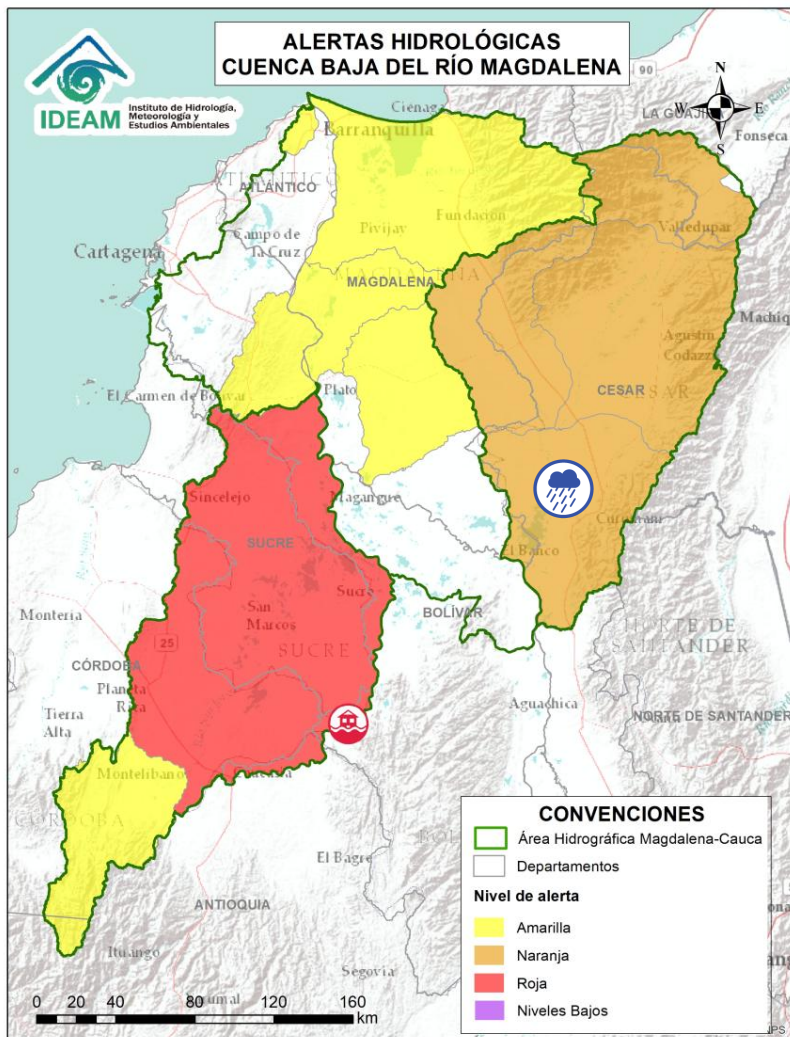 ALERTAS HIDROLÓGICAS
CUENCA BAJA DEL RÍO MAGDALENA
IDEAM
Instituto de Hidrología,
Meteorología y
Estudios Ambientales
N
W
E
S
90
Ciénaga
LA GUAJIRA
Fonseca
Barranquilla
ATLÁNTICO
Campo de
La Cruz
Pivijay
Fundación
Valledupar
Cartagena
MAGDALENA
Agustín
Codazzi
CESAR
CESAR
El Carmen de Bolívar
Plato
Sincelejo
Magangué
SUCRE
Curumaní
El Banco
San
Marcos
Sucre
BOLÍVAR
SUCRE
Montería
25
CÓRDOBA
Planeta
Rica
Tierra
Alta
NORTE DE
SANTANDER
Aguachica
NORTE DE SANTANDER
Montelíbano
CÓRDOBA
El Bagre
ANTIOQUIA
Ituango
Segovia
CONVENCIONES
Área Hidrográfica Magdalena-Cauca
Departamentos
Nivel de alerta
Amarilla
Naranja
Roja
Niveles Bajos
0 20 40 80 120 160
km